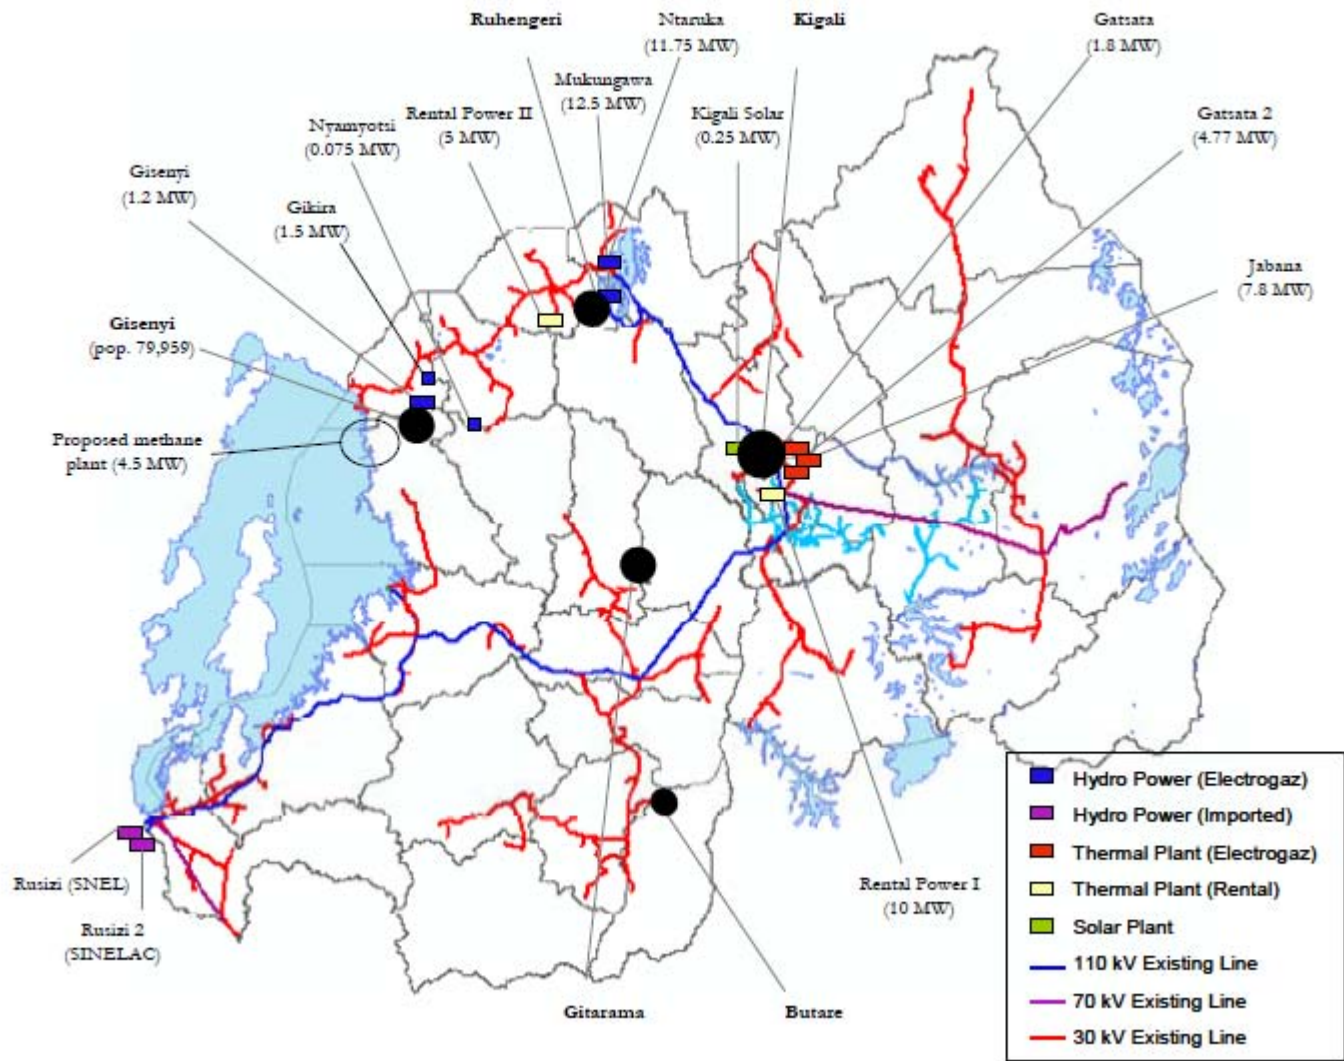 Ruhengeri
Ntaruka
(11.75 MW)
Kigali
Gatsata
(1.8 MW)
Mukungawa
(12.5 MW)
Rental Power II
(5 MW)
Kigali Solar
(0.25 MW)
Gatsata 2
(4.77 MW)
Nyamyotsi
(0.075 MW)
Gisenyi
(1.2 MW)
Gikira
(1.5 MW)
Jabana
(7.8 MW)
Gisenyi
(pop. 79,959)
Proposed methane
plant (4.5 MW)
Rusizi (SNEL)
Rusizi 2
(SINELAC)
Rental Power I
(10 MW)
Gitarama
Butare
Hydro Power (Electrogaz)
Hydro Power (Imported)
Thermal Plant (Electrogaz)
Thermal Plant (Rental)
Solar Plant
110 kV Existing Line
70 kV Existing Line
30 kV Existing Line